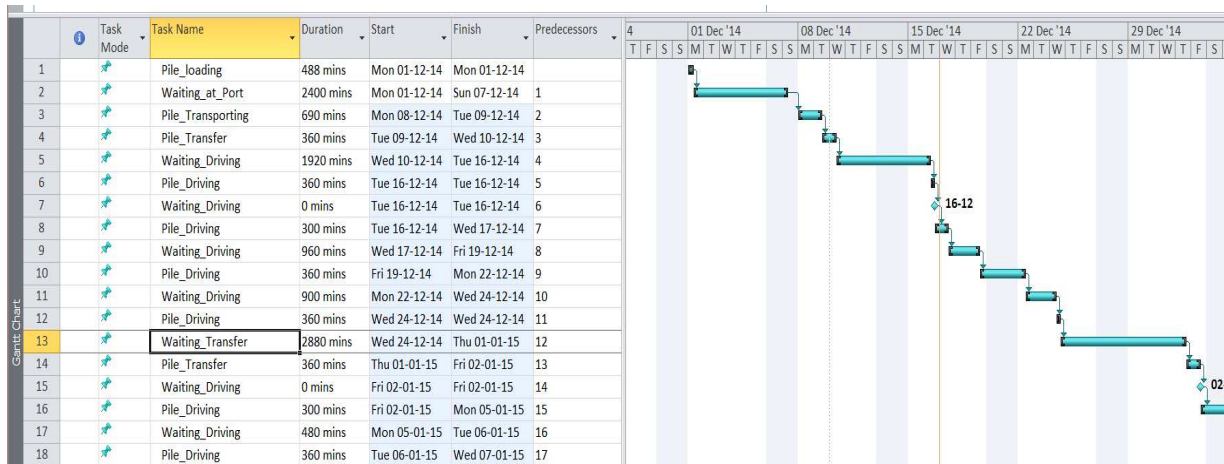 Task Mode Task Name Duration Start Finish Predecessors
4 01 Dec '14 08 Dec '14 15 Dec '14 22 Dec '14 29 Dec '14
T F S S M T W T F S S M T W T F S S M T W T F S S M T W T F S S M T W T F S
1 Pile_loading 488 mins Mon 01-12-14 Mon 01-12-14
2 Waiting_at_Port 2400 mins Mon 01-12-14 Sun 07-12-14 1
3 Pile_Transporting 690 mins Mon 08-12-14 Tue 09-12-14 2
4 Pile_Transfer 360 mins Tue 09-12-14 Wed 10-12-14 3
5 Waiting_Driving 1920 mins Wed 10-12-14 Tue 16-12-14 4
6 Pile_Driving 360 mins Tue 16-12-14 Tue 16-12-14 5
7 Waiting_Driving 0 mins Tue 16-12-14 Tue 16-12-14 6 16-12
8 Pile_Driving 300 mins Tue 16-12-14 Wed 17-12-14 7
9 Waiting_Driving 960 mins Wed 17-12-14 Fri 19-12-14 8
10 Pile_Driving 360 mins Fri 19-12-14 Mon 22-12-14 9
11 Waiting_Driving 900 mins Mon 22-12-14 Wed 24-12-14 10
12 Pile_Driving 360 mins Wed 24-12-14 Wed 24-12-14 11
13 Waiting_Transfer 2880 mins Wed 24-12-14 Thu 01-01-15 12
14 Pile_Transfer 360 mins Thu 01-01-15 Fri 02-01-15 13
15 Waiting_Driving 0 mins Fri 02-01-15 Fri 02-01-15 14 02
16 Pile_Driving 300 mins Fri 02-01-15 Mon 05-01-15 15
17 Waiting_Driving 480 mins Mon 05-01-15 Tue 06-01-15 16
18 Pile_Driving 360 mins Tue 06-01-15 Wed 07-01-15 17
Gantt Chart